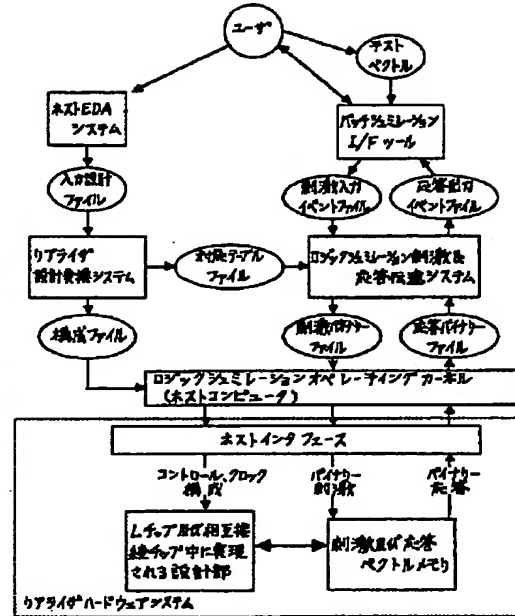 ユーザ
テスト
ベクトル
ホストEDA
システム
バッチシュミレーション
I/Fツール
入力設計
ファイル
刺激入力
イベントファイル
応答出力
イベントファイル
リアライザ
設計変換システム
対応テーブル
ファイル
ロジックシュミレーション刺激及
応答伝達システム
構成ファイル
刺激バイナリー
ファイル
応答バイナリー
ファイル
ロジックシュミレーションオペレーティングカーネル
(ホストコンピュータ)
ホストインタフェース
コントロール、クロック
構成
バイナリー
刺激
バイナリー
応答
Lチップ及び相互接
続チップ中に実現
される設計部
刺激及び応答
ベクトルメモリ
リアライザハードウェアシステム